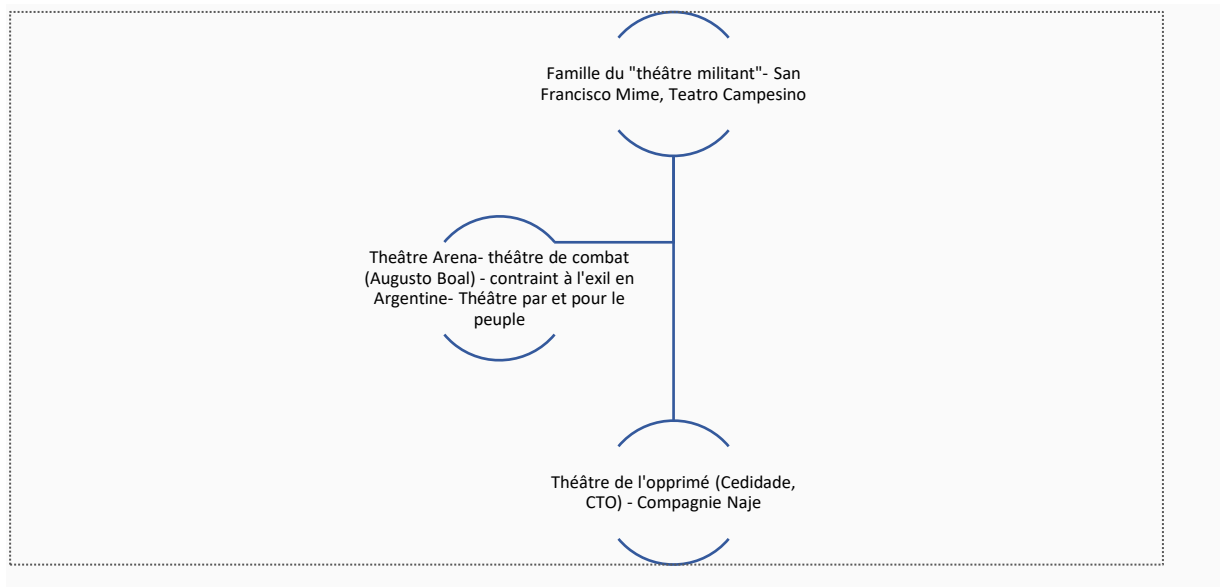 Famille du "théâtre militant"- San
Francisco Mime, Teatro Campesino
Theâtre Arena- théâtre de combat
(Augusto Boal) - contraint à l'exil en
Argentine- Théâtre par et pour le
peuple
Théâtre de l'opprimé (Cedidade,
CTO) - Compagnie Naje